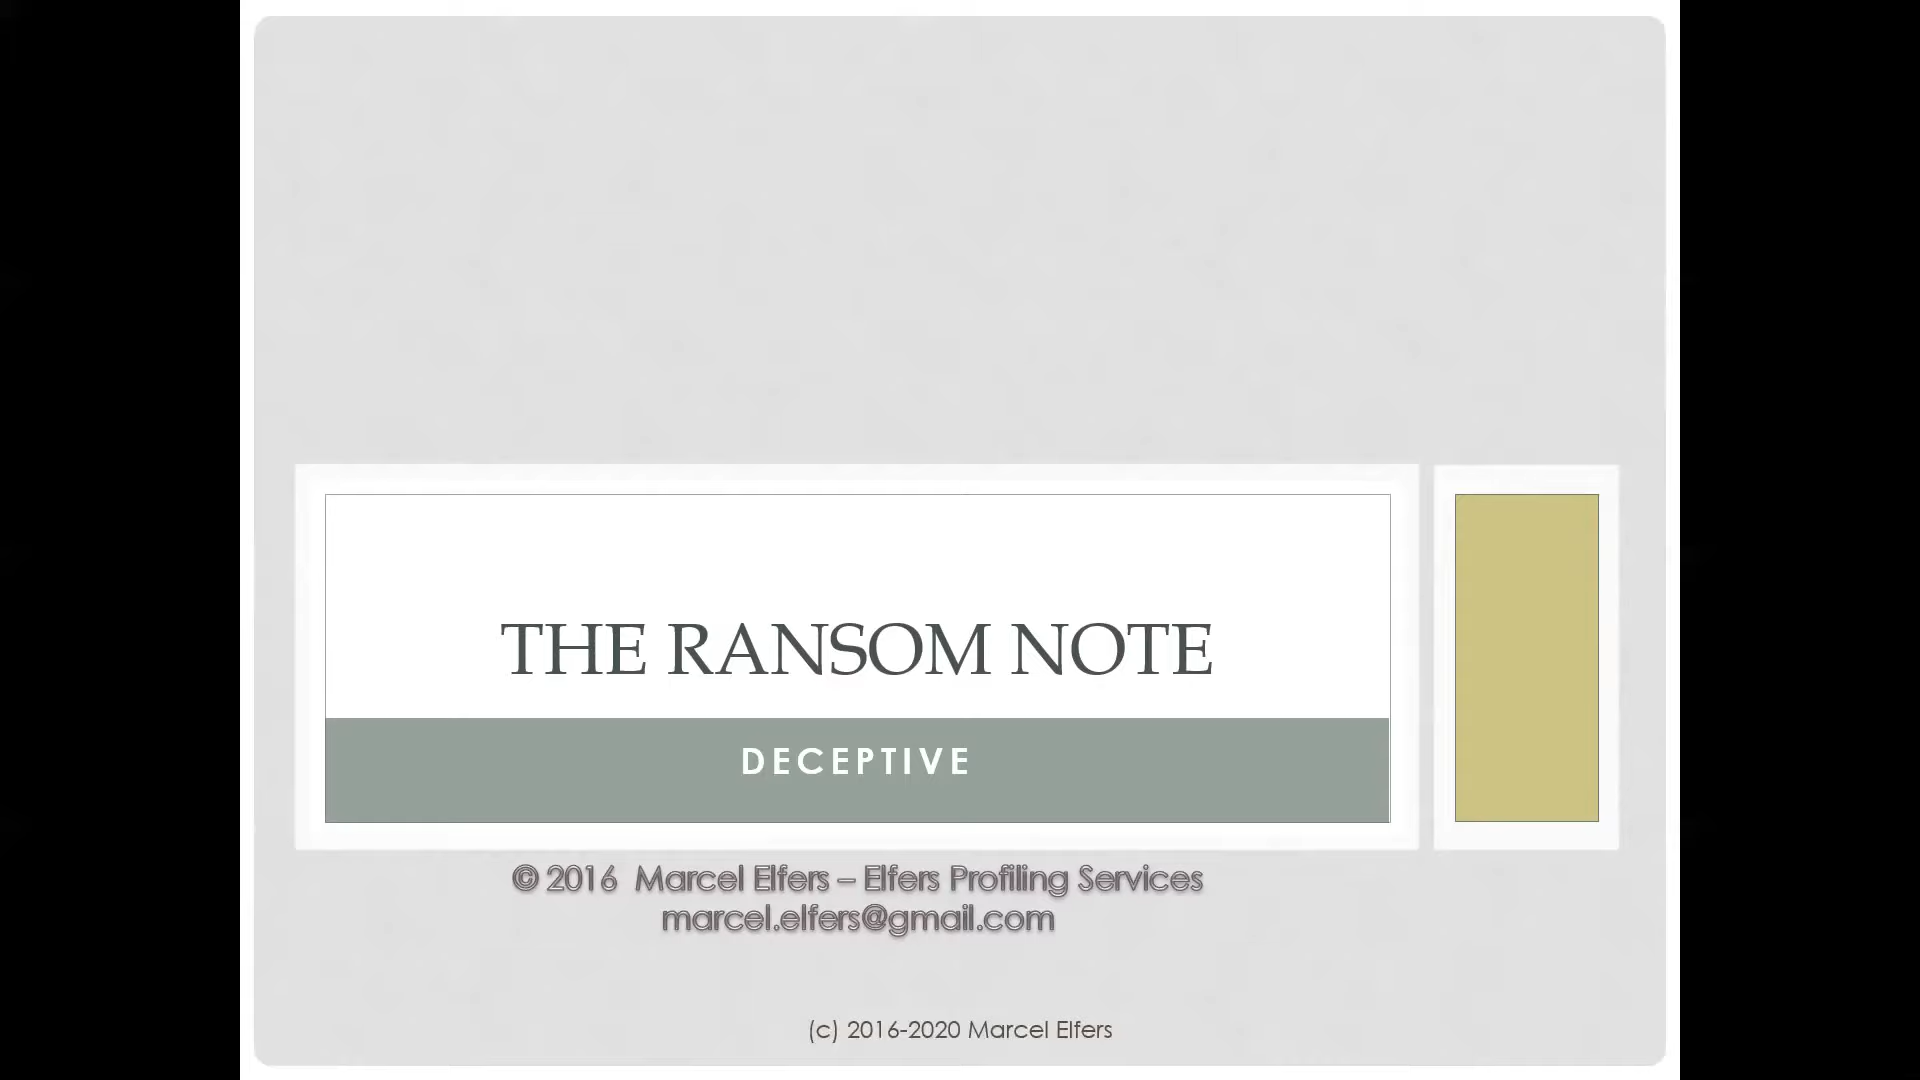 THE RANSOM NOTE
DECEPTIVE
© 2016 Marcel Elfers – Elfers Profiling Services
marcel.elfers@gmail.com
(c) 2016-2020 Marcel Elfers